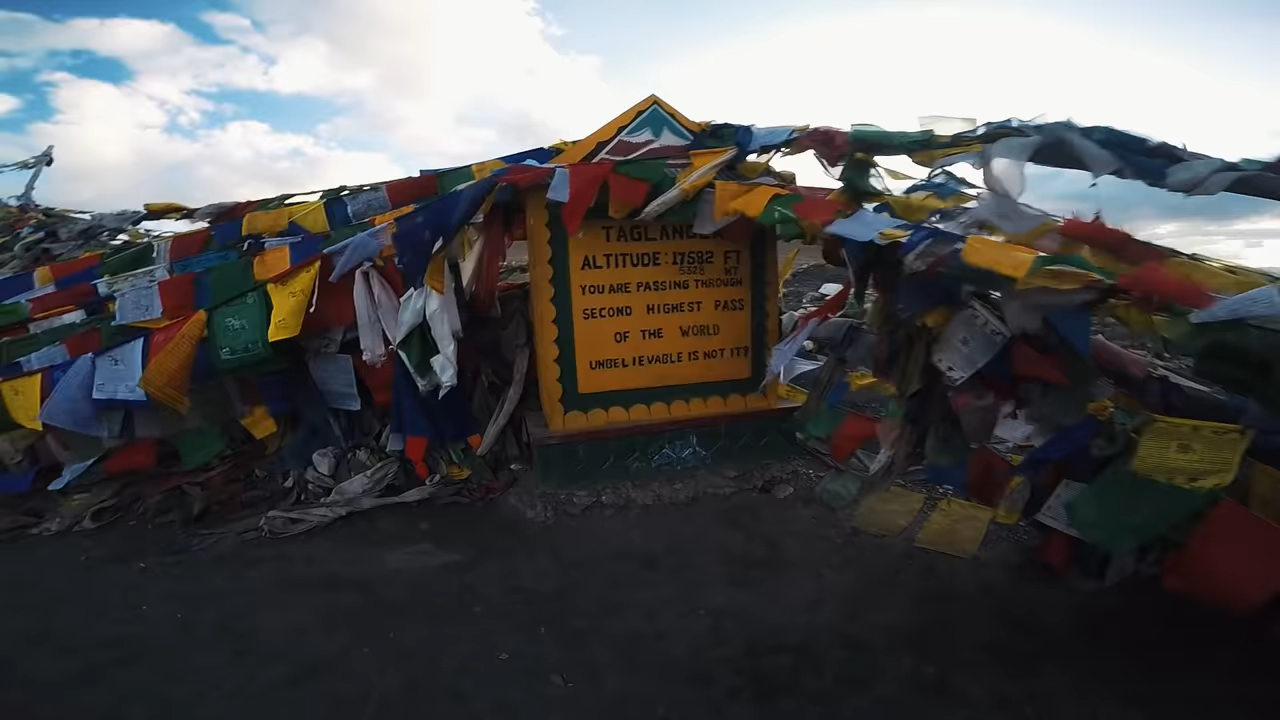 TAGLANGLA
ALTITUDE: 17582 FT
5328 MT
YOU ARE PASSING THROUGH
SECOND HIGHEST PASS
OF THE WORLD
UNBELIEVABLE IS NOT IT?